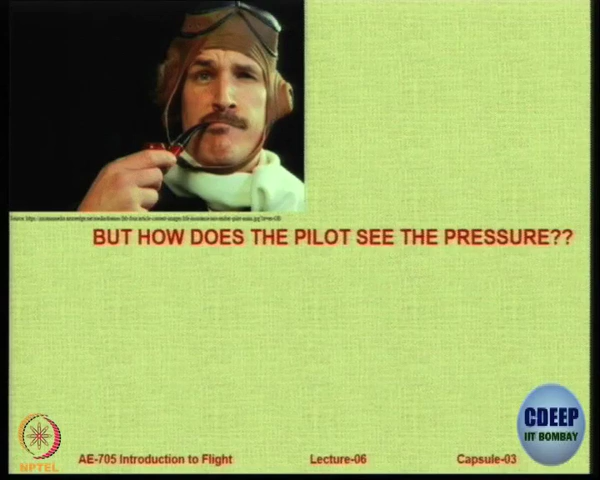 BUT HOW DOES THE PILOT SEE THE PRESSURE??
CDEEP
IIT BOMBAY
NPTEL
AE-705 Introduction to Flight Lecture-06 Capsule-03